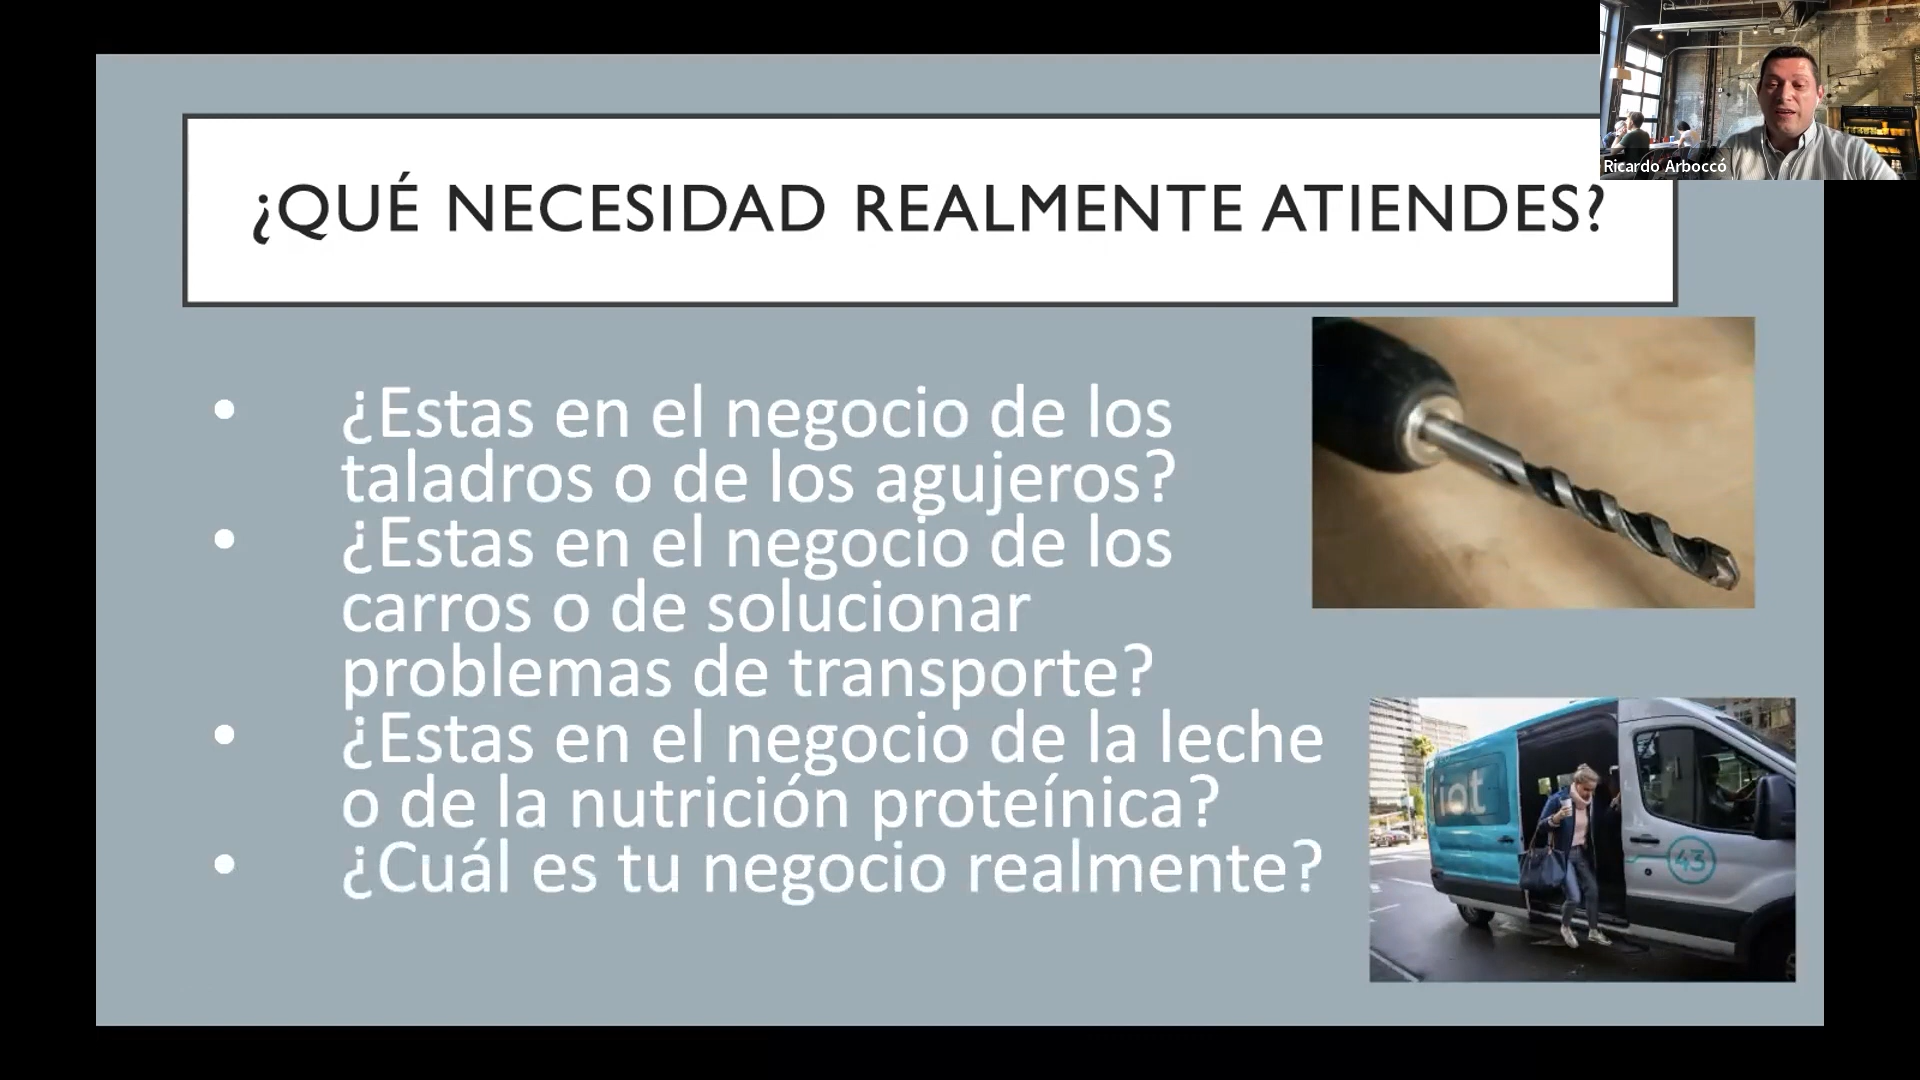 ¿QUÉ NECESIDAD REALMENTE ATIENDES?
Ricardo Arboccó
• ¿Estas en el negocio de los
taladros o de los agujeros?
• ¿Estas en el negocio de los
carros o de solucionar
problemas de transporte?
• ¿Estas en el negocio de la leche
o de la nutrición proteínica?
• ¿Cuál es tu negocio realmente?
iot
43